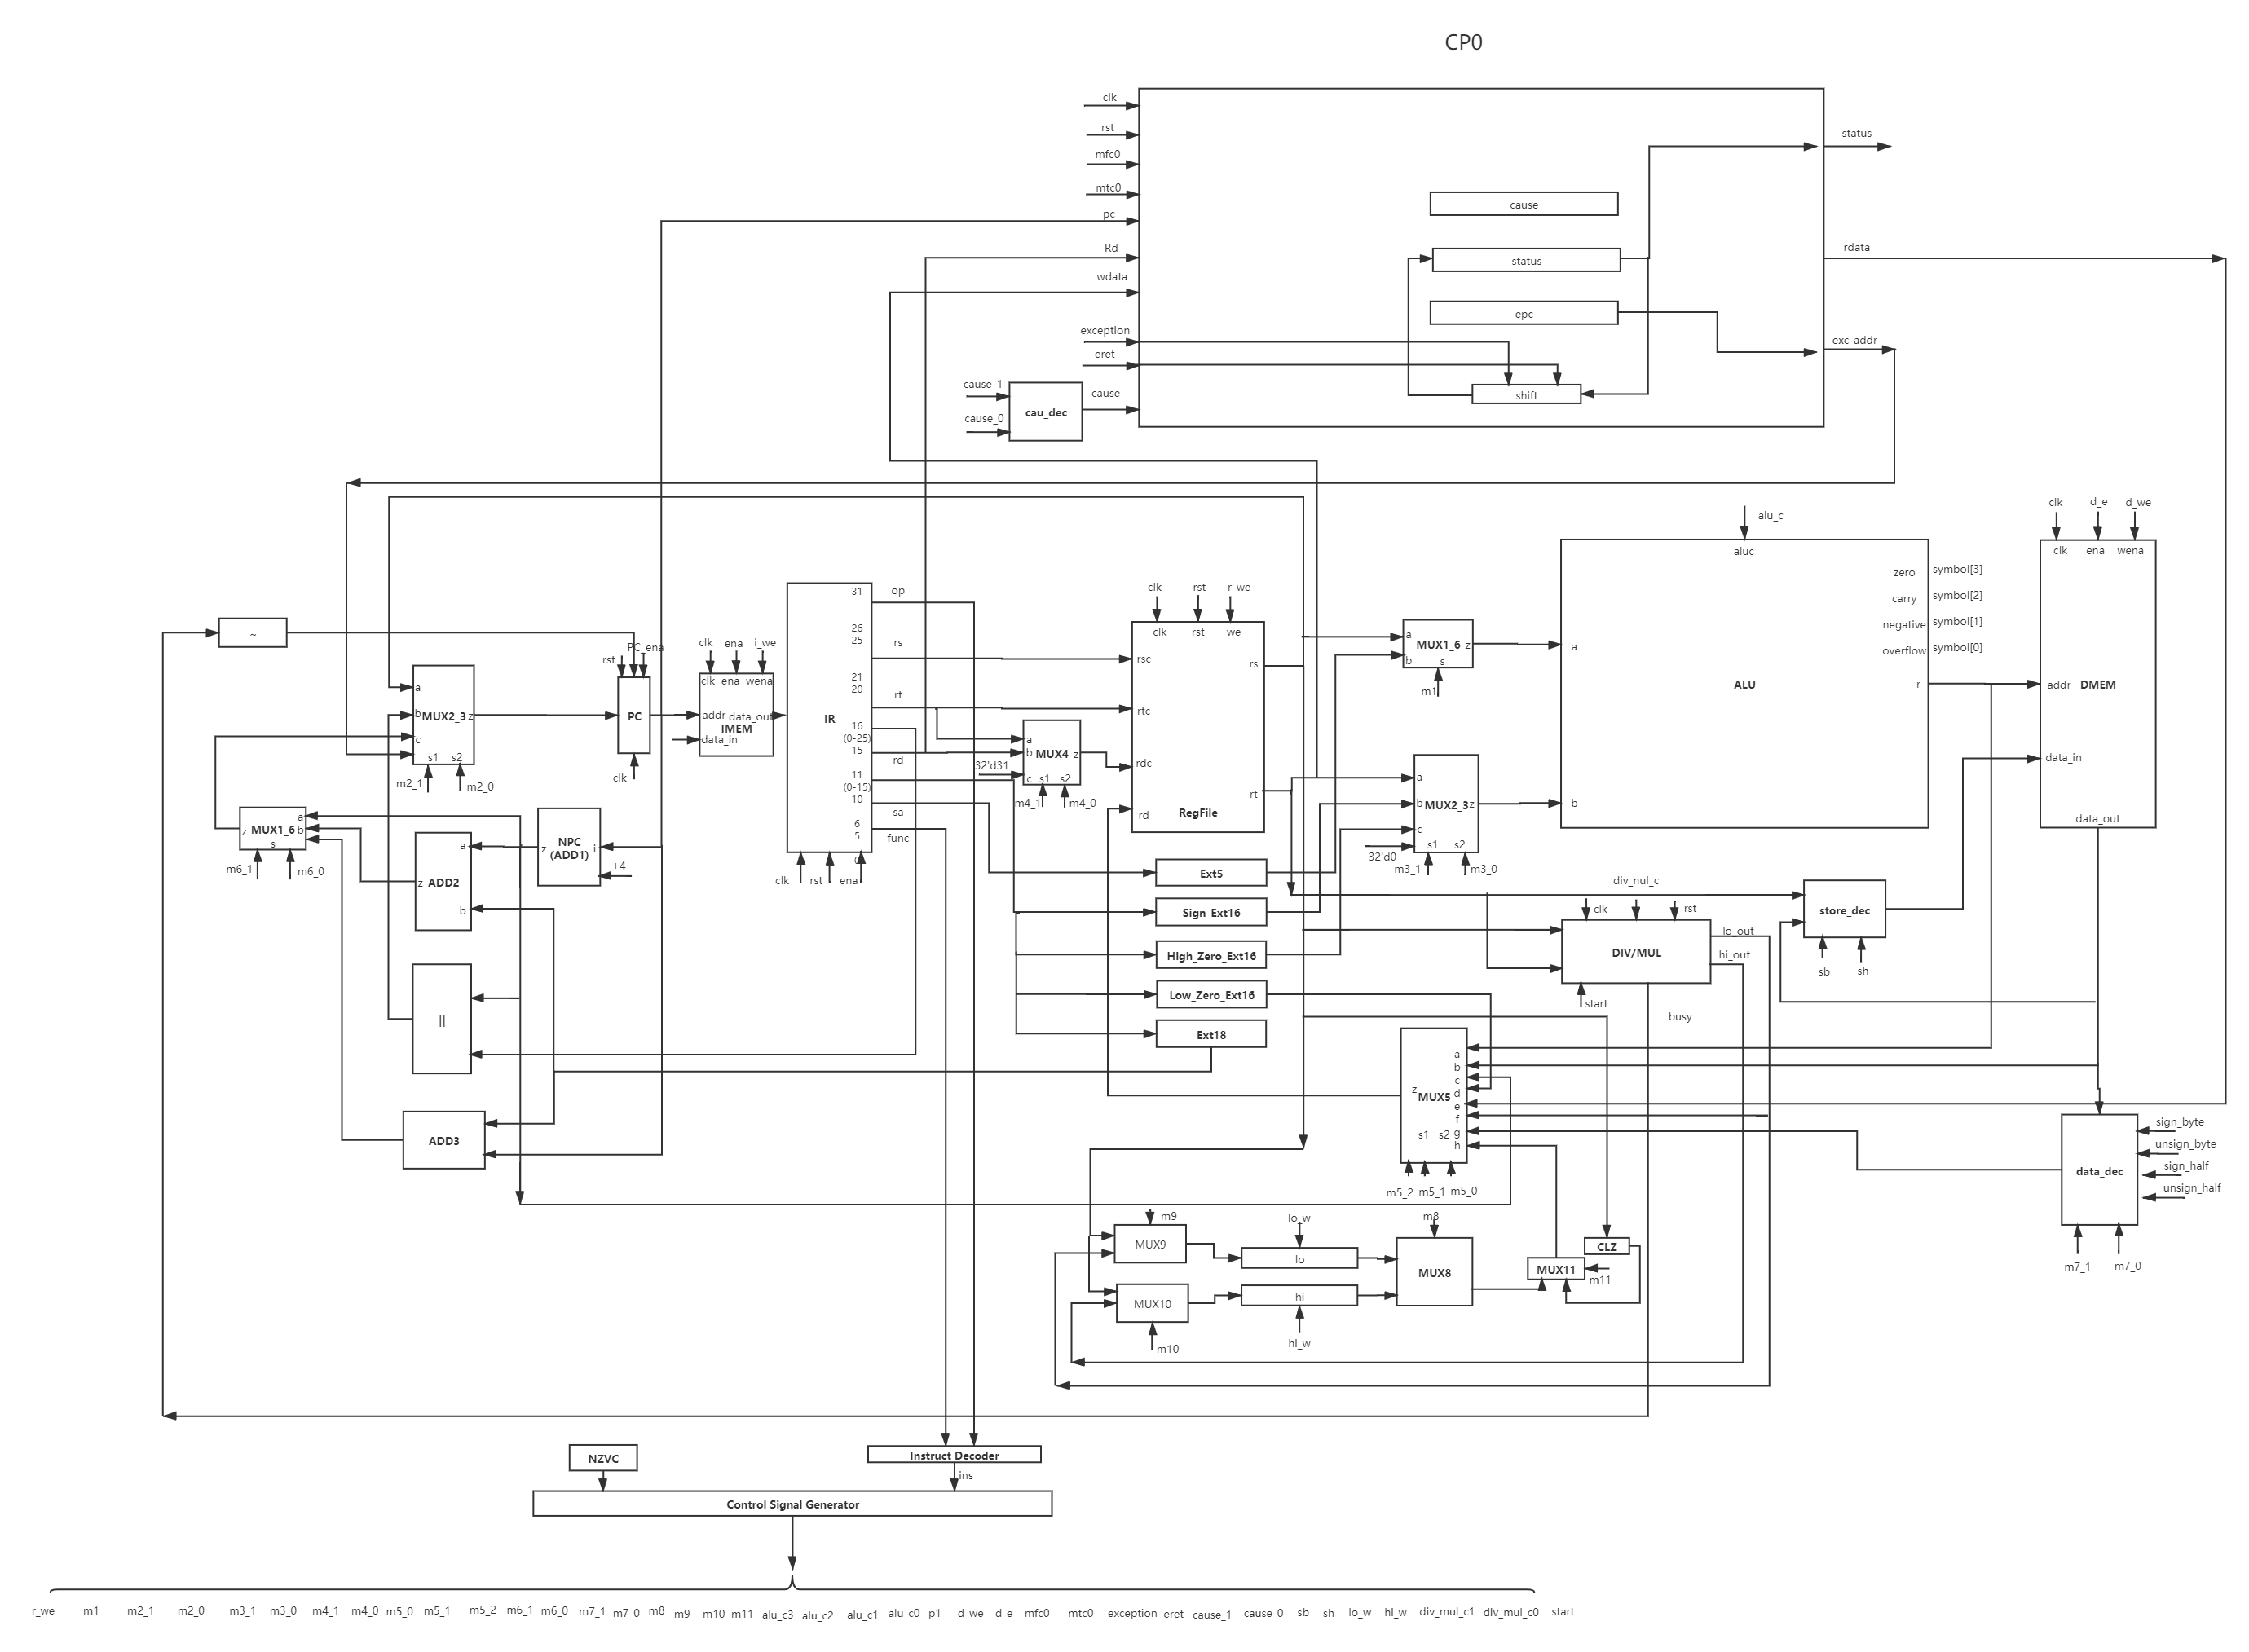 CP0
clk
rst
mfc0
mtc0
pc
Rd
wdata
exception
eret
cause
cause_1
cause_0
cau_dec
cause
status
epc
shift
status
rdata
exc_addr
~
rst
PC_ena
PC
clk
a
b
c
MUX2_3
z
s1
s2
m2_1
m2_0
clk
ena
i_we
clk
ena
wena
addr
data_out
IMEM
data_in
IR
31
26
25
21
20
16
(0-25)
15
11
(0-15)
10
6
5
0
op
rs
rt
rd
sa
func
clk
rst
ena
a
b
c
MUX4
z
s1
s2
32'd31
m4_1
m4_0
clk
rst
r_we
clk
rst
we
rsc
rtc
rdc
rd
rs
rt
RegFile
a
b
MUX1_6
z
s
m1
a
b
c
MUX2_3
z
s1
s2
32'd0
m3_1
m3_0
alu_c
aluc
a
b
ALU
zero
carry
negative
overflow
r
symbol[3]
symbol[2]
symbol[1]
symbol[0]
clk
d_e
d_we
clk
ena
wena
addr
DMEM
data_in
data_out
z
MUX1_6
a
b
s
m6_1
m6_0
a
ADD2
z
b
z
NPC
(ADD1)
i
+4
||
ADD3
Ext5
Sign_Ext16
High_Zero_Ext16
Low_Zero_Ext16
Ext18
div_nul_c
clk
rst
DIV/MUL
lo_out
hi_out
start
busy
store_dec
sb
sh
z
MUX5
a
b
c
d
e
f
g
h
s1
s2
m5_2
m5_1
m5_0
data_dec
sign_byte
unsign_byte
sign_half
unsign_half
m7_1
m7_0
m9
MUX9
MUX10
m10
lo_w
lo
hi
hi_w
m8
MUX8
CLZ
MUX11
m11
NZVC
Instruct Decoder
ins
Control Signal Generator
r_we m1 m2_1 m2_0 m3_1 m3_0 m4_1 m4_0 m5_0 m5_1 m5_2 m6_1 m6_0 m7_1 m7_0 m8 m9 m10 m11 alu_c3 alu_c2 alu_c1 alu_c0 p1 d_we d_e mfc0 mtc0 exception eret cause_1 cause_0 sb sh lo_w hi_w div_mul_c1 div_mul_c0 start